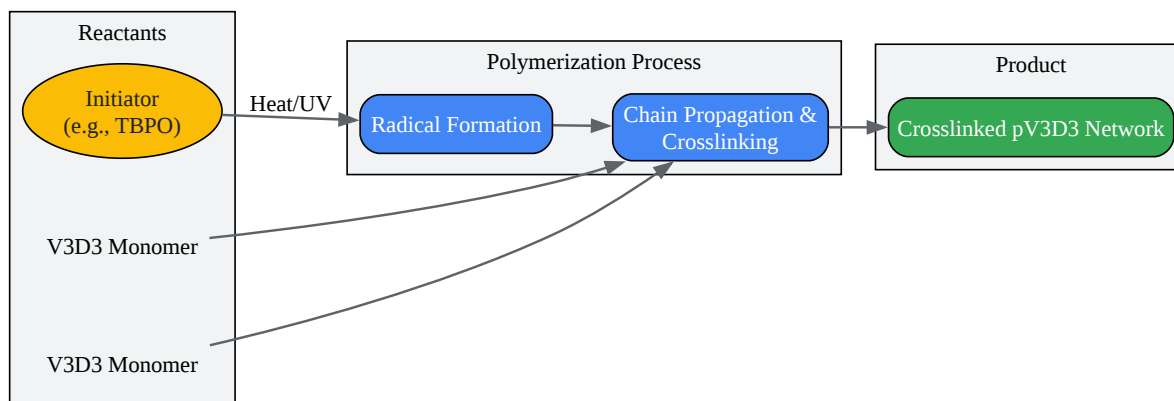 Reactants
Initiator
(e.g., TBPO)
V3D3 Monomer
V3D3 Monomer
Heat/UV
Polymerization Process
Radical Formation
Chain Propagation &
Crosslinking
Product
Crosslinked pV3D3 Network